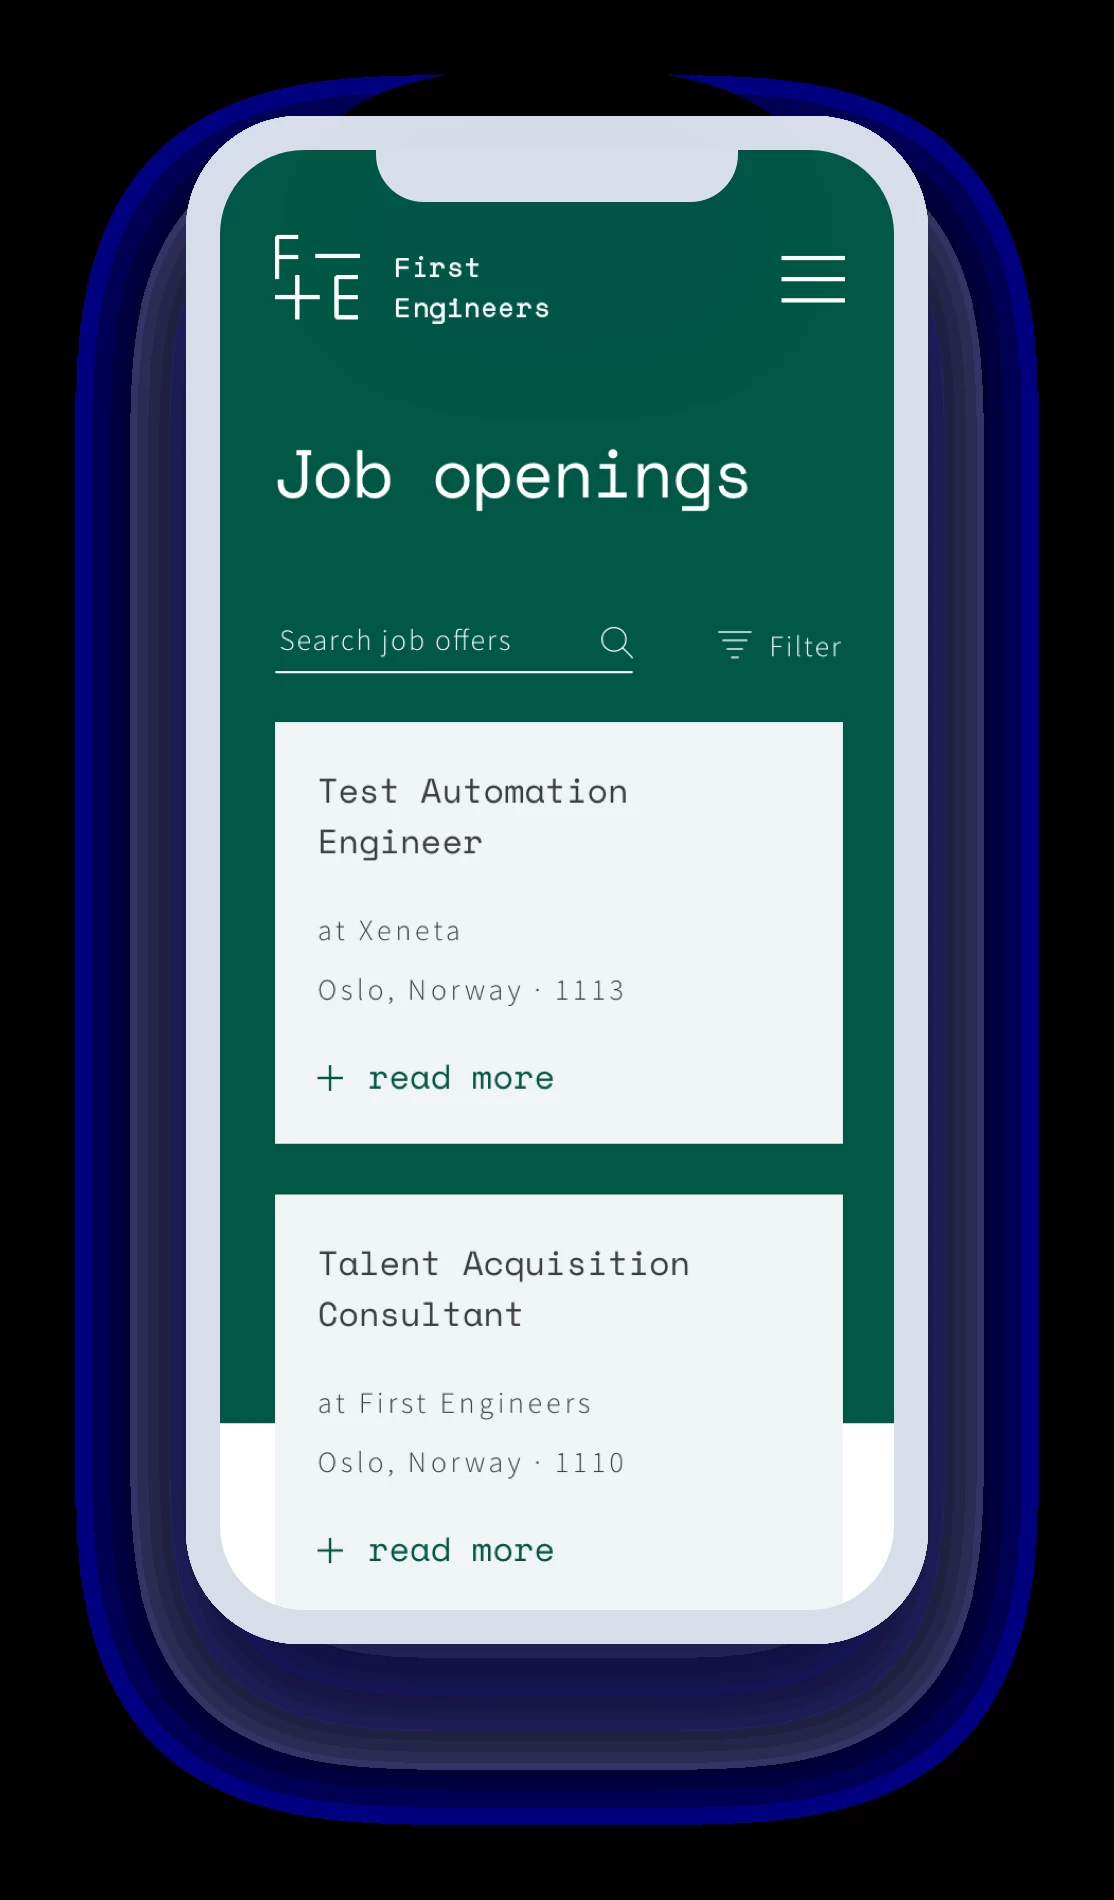 F
+E
First
Engineers
Job openings
Search job offers
Filter
Test Automation
Engineer
at Xeneta
Oslo, Norway · 1113
+ read more
Talent Acquisition
Consultant
at First Engineers
Oslo, Norway · 1110
+ read more